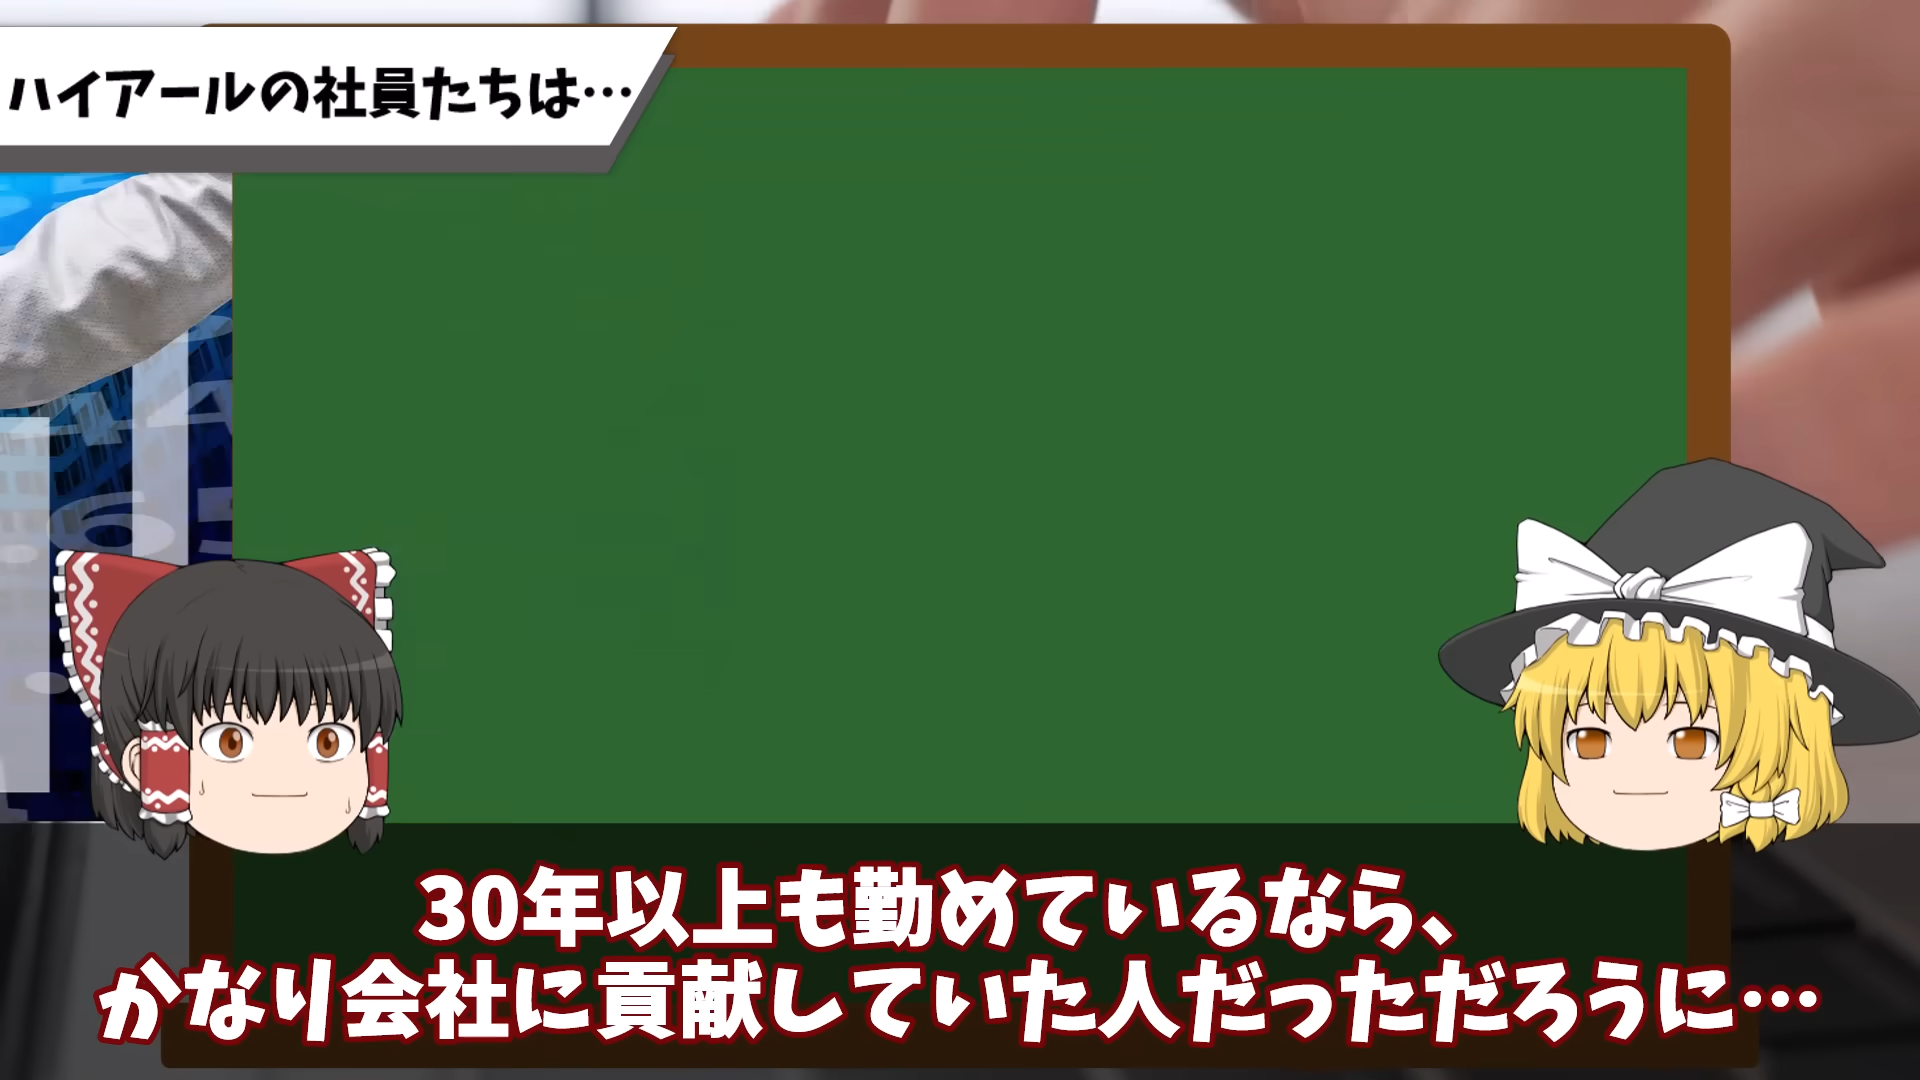 ハイアールの社員たちは…
30年以上も勤めているなら、
かなり会社に貢献していた人だっただろうに…